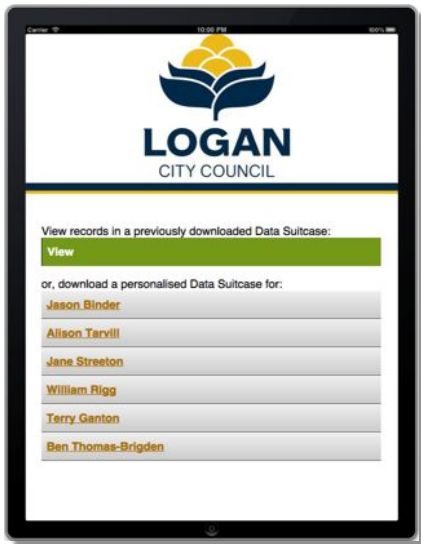 Carrier 10:00 PM 100%
LOGAN
CITY COUNCIL
View records in a previously downloaded Data Suitcase:
View
or, download a personalised Data Suitcase for:
Jason Binder
Alison Tarvill
Jane Streeton
William Rigg
Terry Ganton
Ben Thomas-Brigden